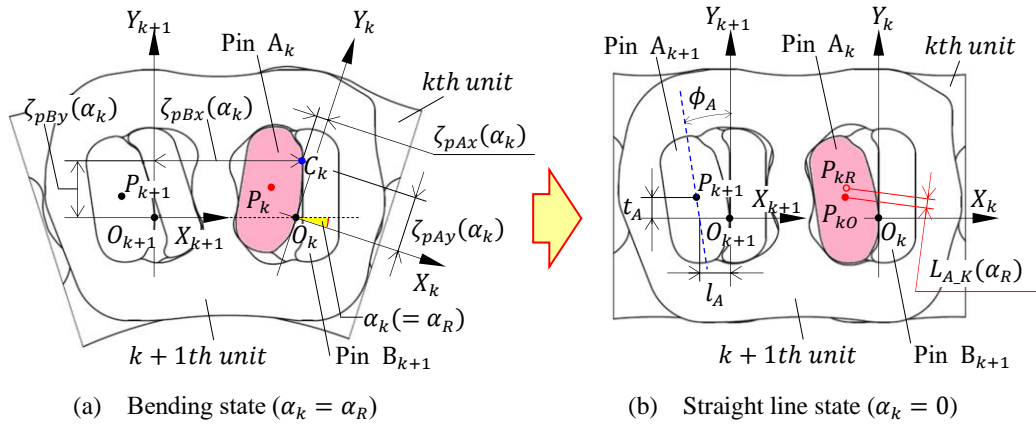 Y_{k+1}
Y_k
Pin A_k
kth unit
ζ_{pBy}(α_k)
ζ_{pBx}(α_k)
ζ_{pAx}(α_k)
C_k
P_{k+1}
P_k
O_{k+1}
X_{k+1}
O_k
ζ_{pAy}(α_k)
X_k
α_k(= α_R)
k + 1th unit
Pin B_{k+1}
(a) Bending state (α_k = α_R)
Y_{k+1}
Y_k
Pin A_{k+1}
Pin A_k
kth unit
ϕ_A
P_{k+1}
P_{kR}
t_A
X_{k+1}
P_{kO}
X_k
O_{k+1}
O_k
l_A
L_{A_K}(α_R)
k + 1th unit
Pin B_{k+1}
(b) Straight line state (α_k = 0)